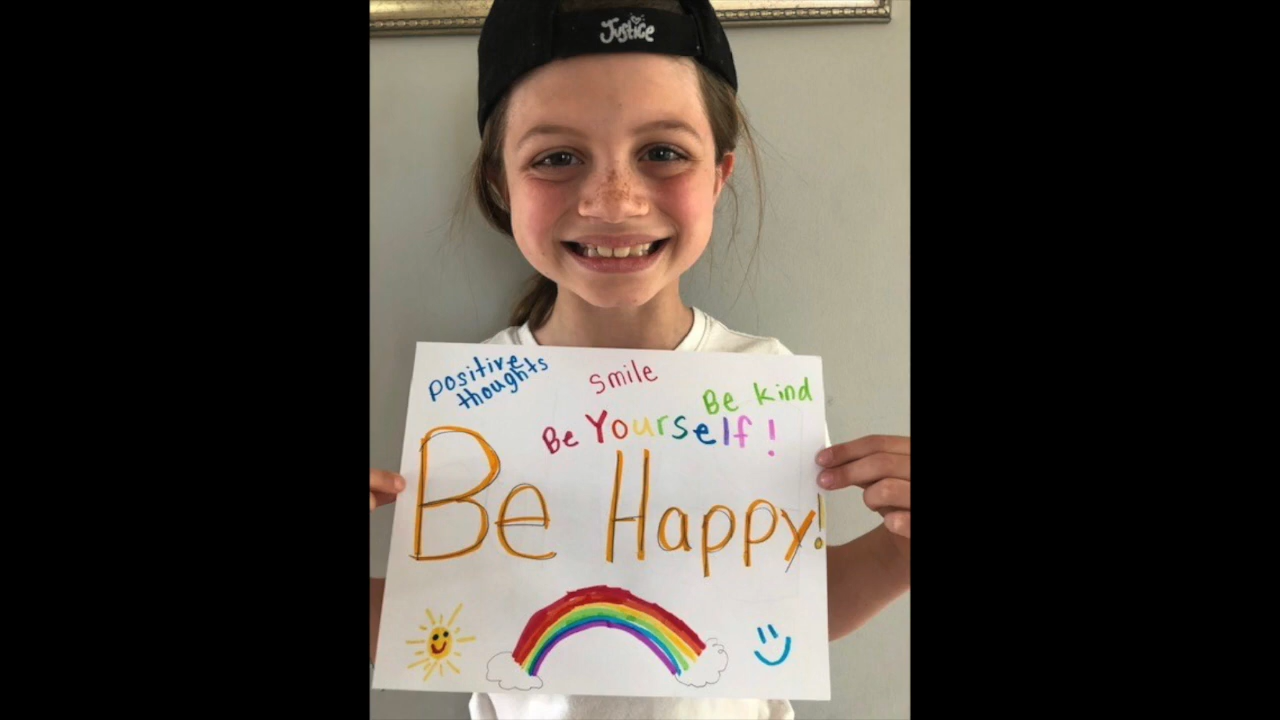 Justice
positive
thoughts
smile
Be kind
Be Yourself!
Be Happy!